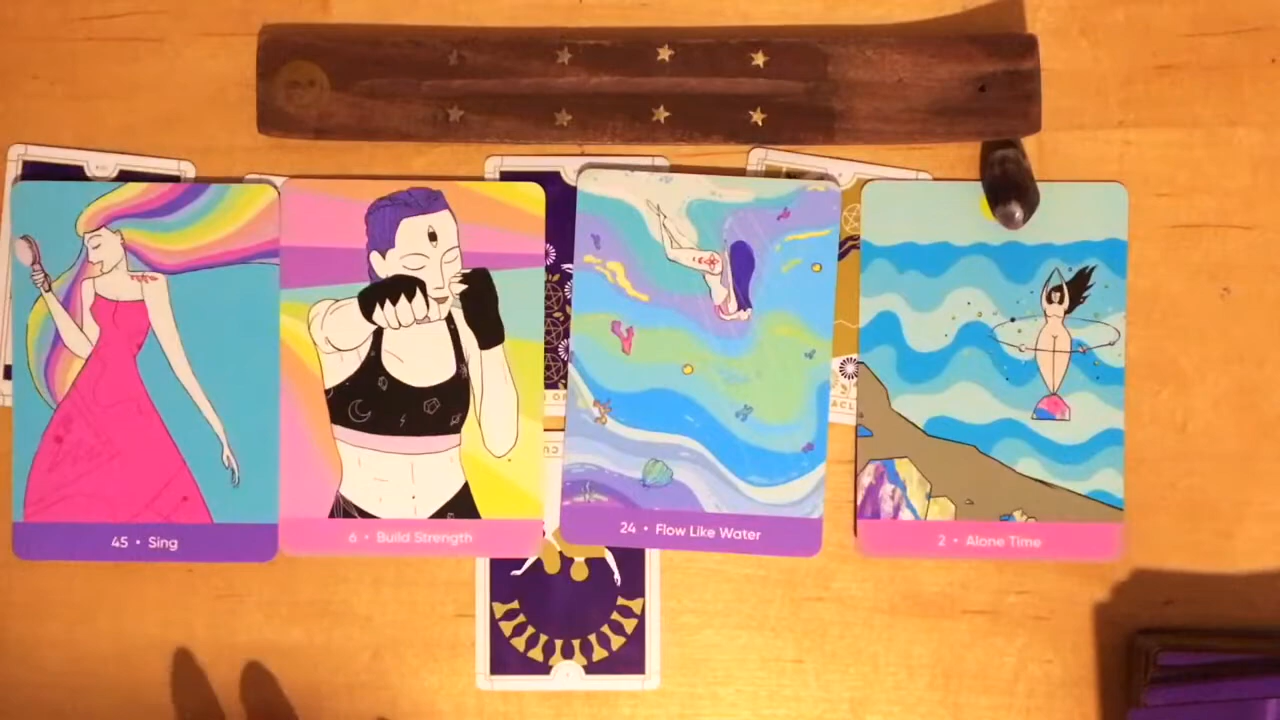 45 • Sing
6 • Build Strength
24 • Flow Like Water
2 • Alone Time